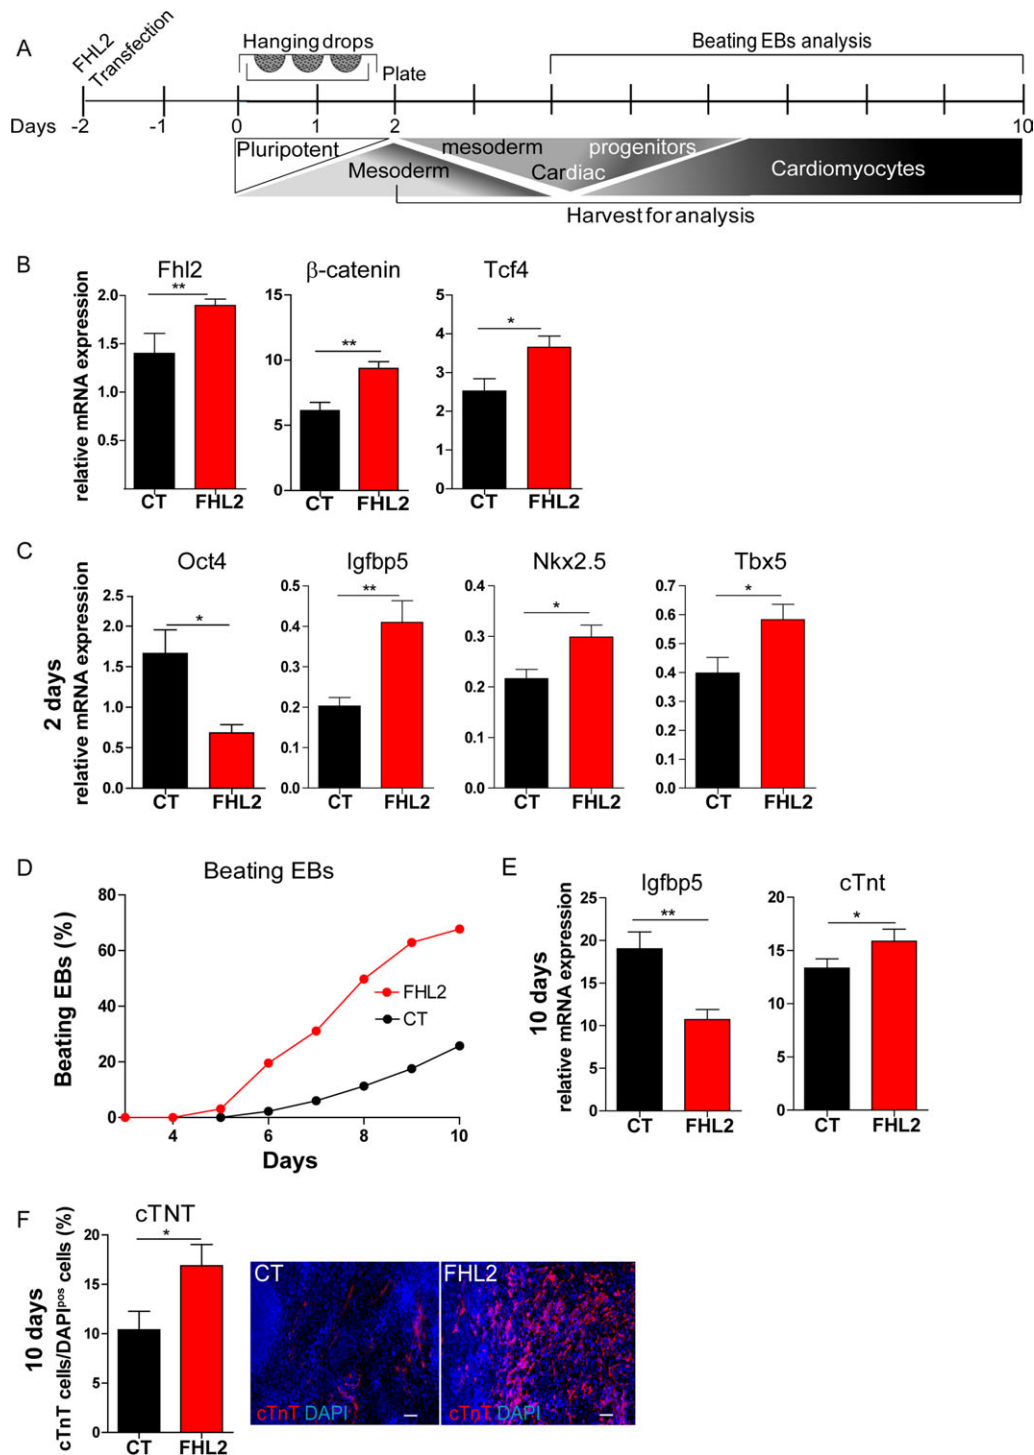 A
FHL2
Transfection
Hanging drops
Plate
Beating EBs analysis
Days -2 -1 0 1 2 10
Pluripotent
Mesoderm
mesoderm
Cardiac
progenitors
Cardiomyocytes
Harvest for analysis
B
relative mRNA expression
Fhl2
**
2.0
1.5
1.0
0.5
CT FHL2
β-catenin
**
15
10
5
0
CT FHL2
Tcf4
*
5
4
3
2
1
0
CT FHL2
C
2 days
relative mRNA expression
Oct4
*
2.5
2.0
1.5
1.0
0.5
0.0
CT FHL2
Igfbp5
**
0.5
0.4
0.3
0.2
0.1
0.0
CT FHL2
Nkx2.5
*
0.4
0.3
0.2
0.1
0.0
CT FHL2
Tbx5
*
0.7
0.6
0.5
0.4
0.3
0.2
0.1
0.0
CT FHL2
D
Beating EBs
Beating EBs (%)
80
60
40
20
0
FHL2
CT
4 6 8 10
Days
E
10 days
relative mRNA expression
Igfbp5
**
25
20
15
10
5
0
CT FHL2
cTnt
*
20
15
10
5
0
CT FHL2
F
10 days
cTnT cells/DAPIᵖᵒˢ cells (%)
cTNT
*
20
15
10
5
0
CT FHL2
CT
cTnT DAPI
FHL2
cTnT DAPI